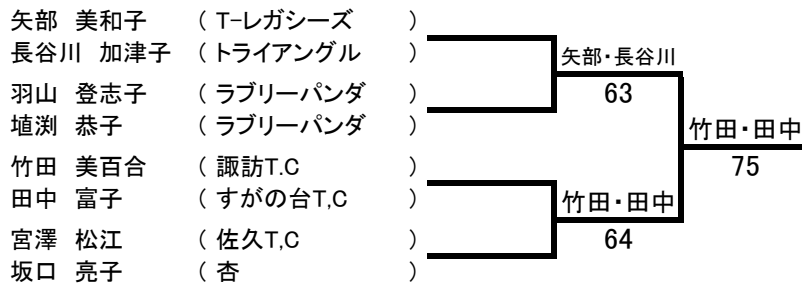 矢部 美和子 ( T-レガシーズ )
長谷川 加津子 ( トライアングル )
矢部・長谷川
羽山 登志子 ( ラブリーパンダ )
63
埴渕 恭子 ( ラブリーパンダ )
竹田・田中
竹田 美百合 ( 諏訪T.C )
75
田中 富子 ( すがの台T,C )
竹田・田中
宮澤 松江 ( 佐久T,C )
64
坂口 亮子 ( 杏 )